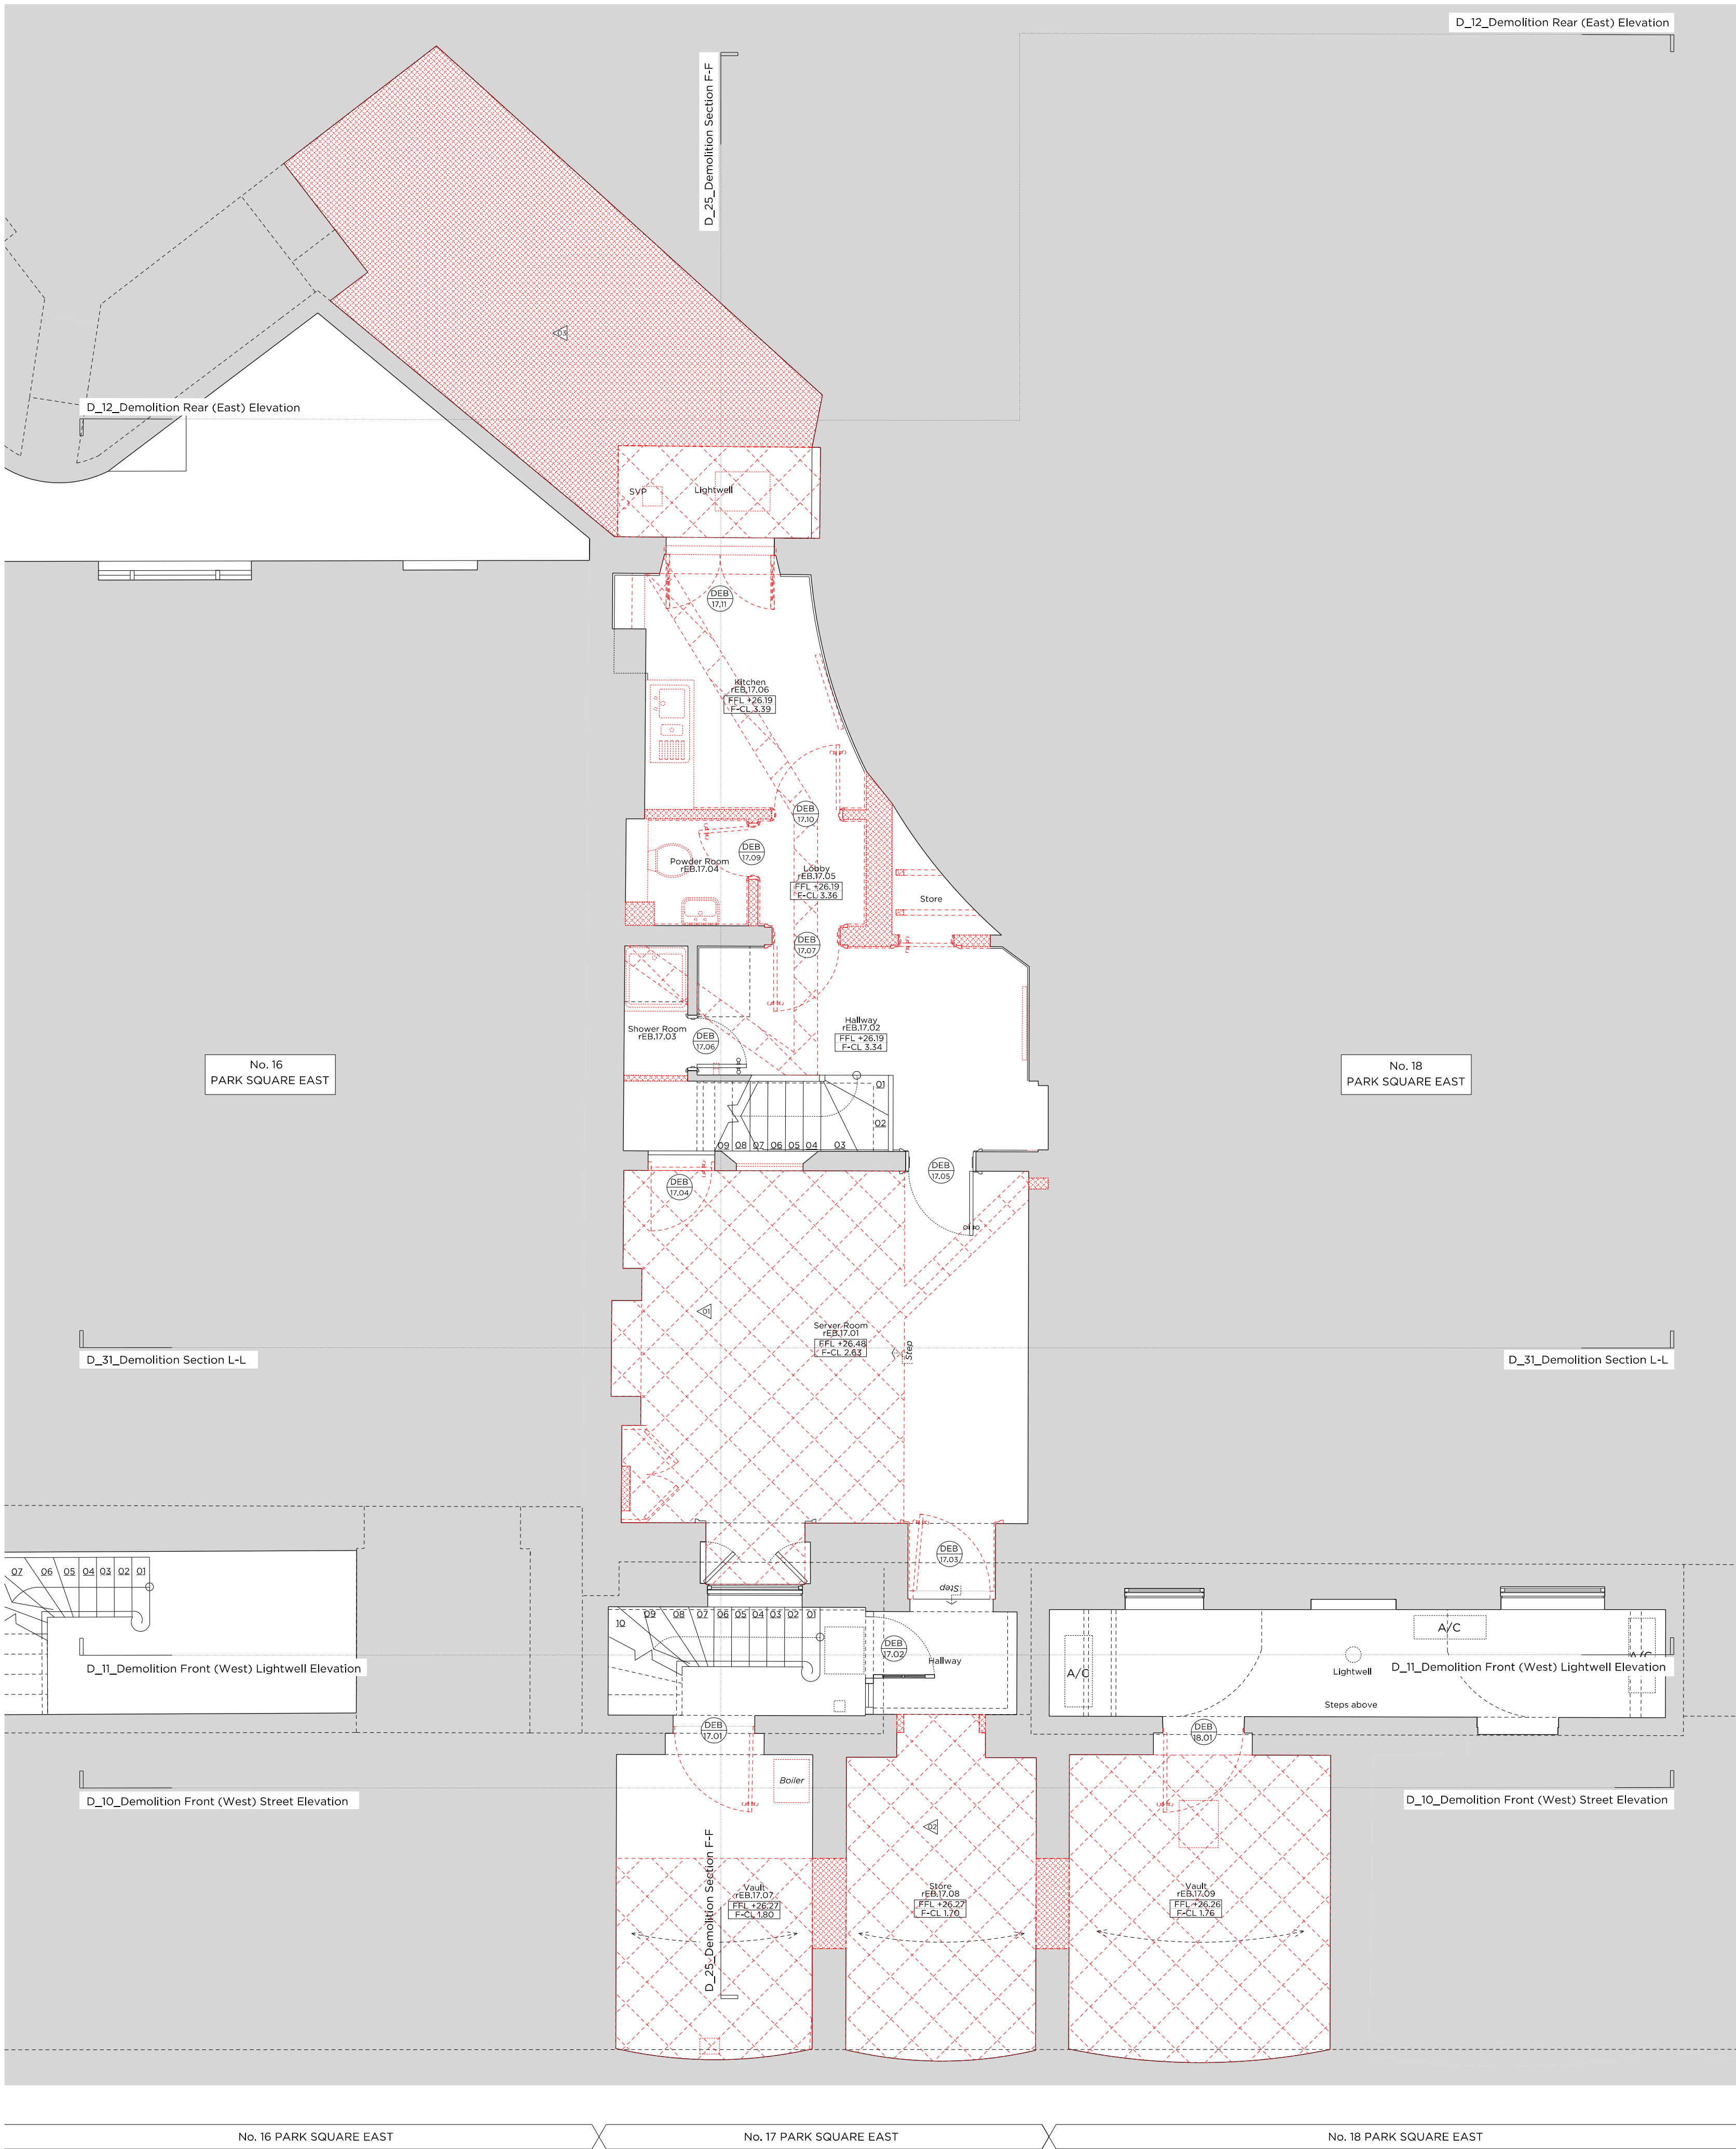 D_12_Demolition Rear (East) Elevation
D_25_Demolition Section F-F
03
D_12_Demolition Rear (East) Elevation
SVP
Lightwell
DEB
17.11
Kitchen
rEB.17.06
FFL +26.19
F-CL 3.39
DEB
17.10
DEB
17.09
Powder Room
rEB.17.04
Lobby
rEB.17.05
FFL +26.19
F-CL 3.36
Store
DEB
17.07
Shower Room
rEB.17.03
DEB
17.06
Hallway
rEB.17.02
FFL +26.19
F-CL 3.34
No. 16
PARK SQUARE EAST
No. 18
PARK SQUARE EAST
01
02
09 08 07 06 05 04 03
DEB
17.05
DEB
17.04
01
Server Room
rEB.17.01
FFL +26.48
F-CL 2.63
Step
D_31_Demolition Section L-L
D_31_Demolition Section L-L
DEB
17.03
Step
07 06 05 04 03 02 01
10 09 08 07 06 05 04 03 02 01
DEB
17.02
Hallway
A/C
A/C
A/C
Lightwell
D_11_Demolition Front (West) Lightwell Elevation
D_11_Demolition Front (West) Lightwell Elevation
Steps above
DEB
17.01
DEB
18.01
Boiler
D_10_Demolition Front (West) Street Elevation
D_10_Demolition Front (West) Street Elevation
02
D_25_Demolition Section F-F
Vault
rEB.17.07
FFL +26.27
F-CL 1.80
Store
rEB.17.08
FFL +26.27
F-CL 1.70
Vault
rEB.17.09
FFL +26.26
F-CL 1.76
No. 16 PARK SQUARE EAST
No. 17 PARK SQUARE EAST
No. 18 PARK SQUARE EAST